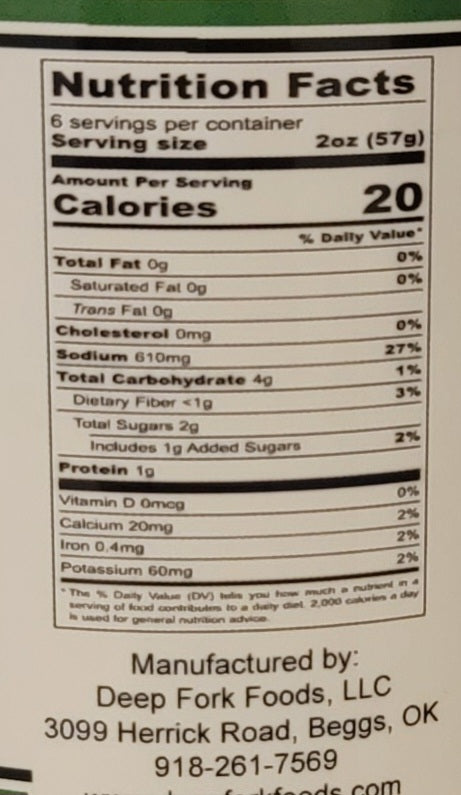 Nutrition Facts
6 servings per container
Serving size 2oz (57g)
Amount Per Serving
Calories 20
% Daily Value*
Total Fat 0g 0%
Saturated Fat 0g 0%
Trans Fat 0g
Cholesterol 0mg 0%
Sodium 610mg 27%
Total Carbohydrate 4g 1%
Dietary Fiber <1g 3%
Total Sugars 2g
Includes 1g Added Sugars 2%
Protein 1g
Vitamin D 0mcg 0%
Calcium 20mg 2%
Iron 0.4mg 2%
Potassium 60mg 2%
* The % Daily Value (DV) tells you how much a nutrient in a
serving of food contributes to a daily diet. 2,000 calories a day
is used for general nutrition advice.
Manufactured by:
Deep Fork Foods, LLC
3099 Herrick Road, Beggs, OK
918-261-7569